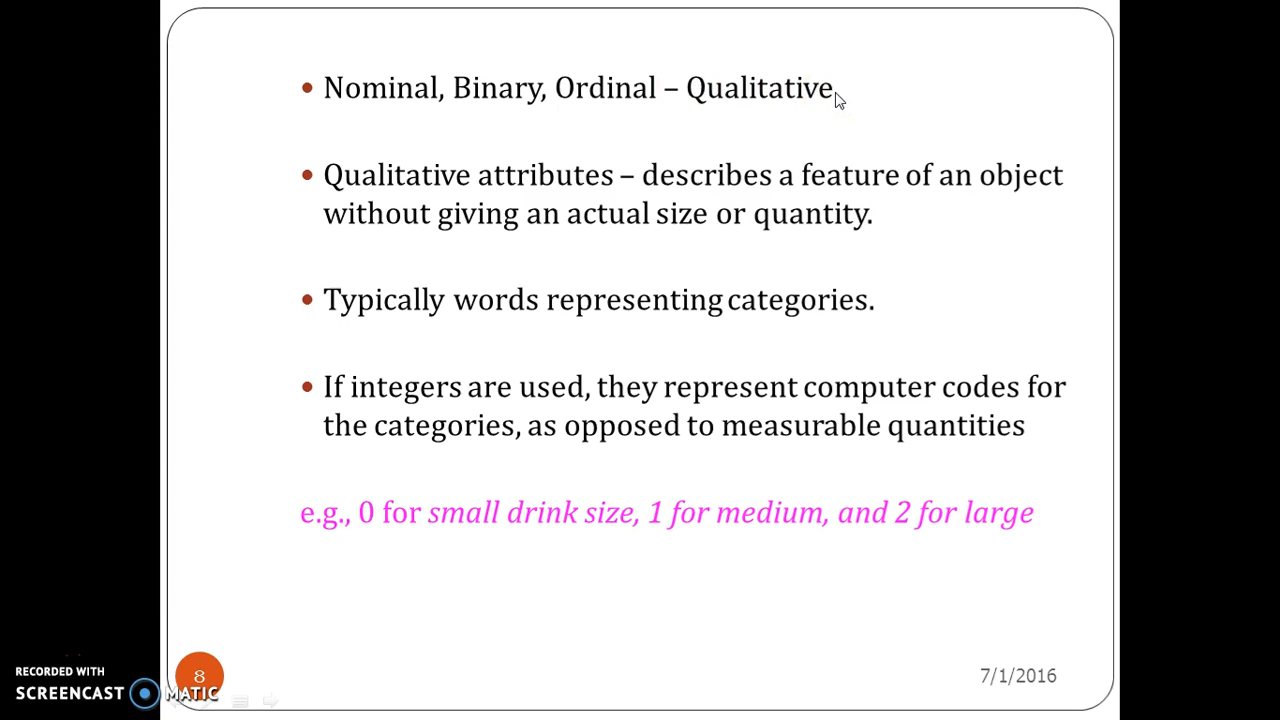 • Nominal, Binary, Ordinal – Qualitative
• Qualitative attributes – describes a feature of an object
without giving an actual size or quantity.
• Typically words representing categories.
• If integers are used, they represent computer codes for
the categories, as opposed to measurable quantities
e.g., 0 for small drink size, 1 for medium, and 2 for large
8
7/1/2016
RECORDED WITH
SCREENCAST MATIC